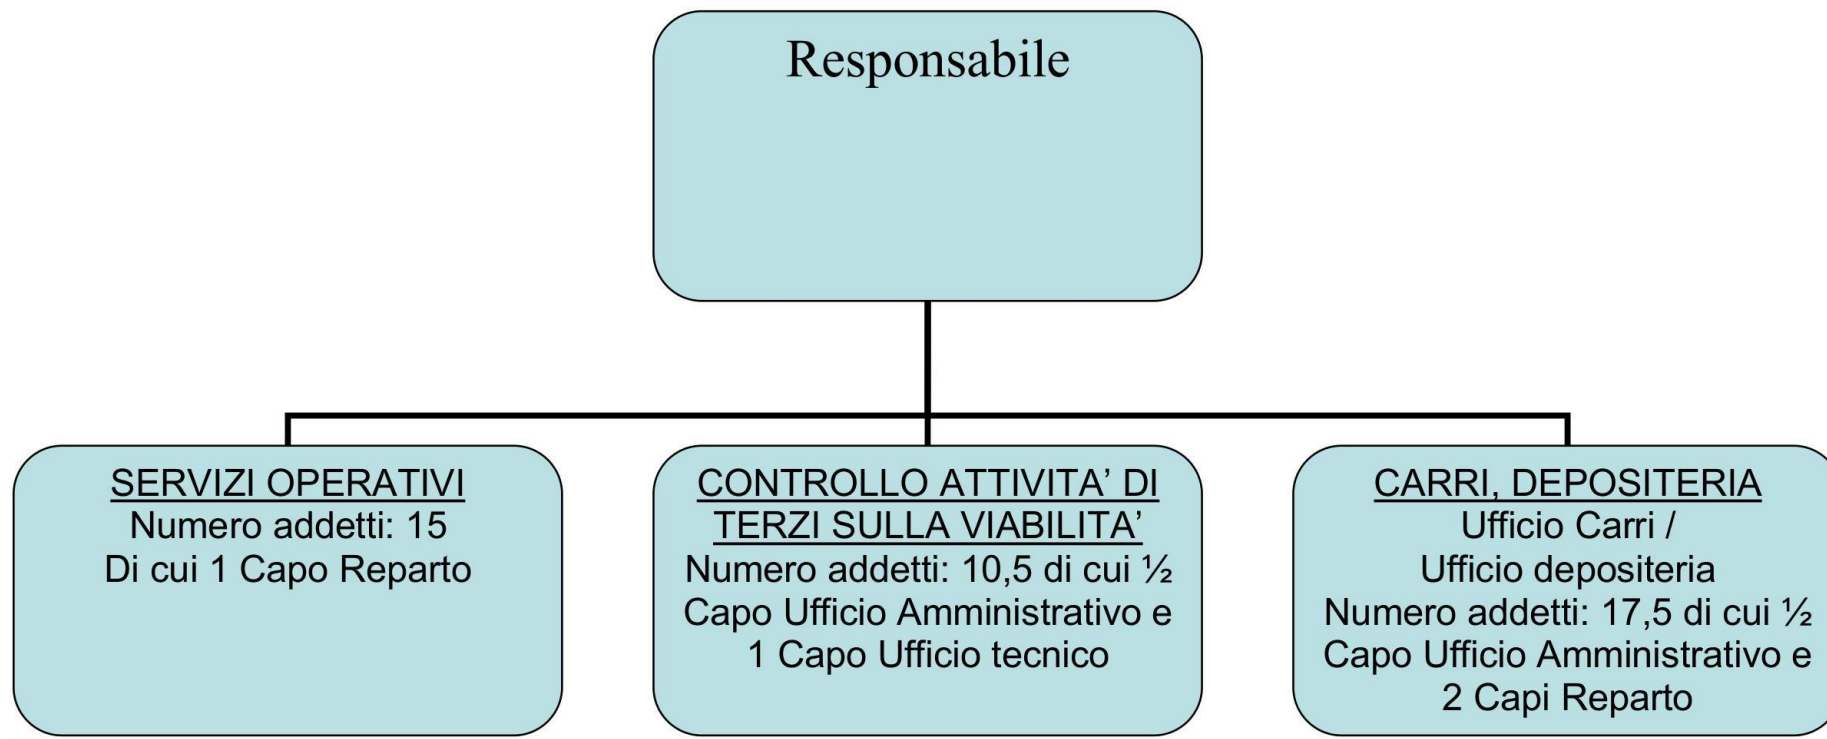 Responsabile
SERVIZI OPERATIVI
Numero addetti: 15
Di cui 1 Capo Reparto
CONTROLLO ATTIVITA’ DI
TERZI SULLA VIABILITA’
Numero addetti: 10,5 di cui ½
Capo Ufficio Amministrativo e
1 Capo Ufficio tecnico
CARRI, DEPOSITERIA
Ufficio Carri /
Ufficio depositeria
Numero addetti: 17,5 di cui ½
Capo Ufficio Amministrativo e
2 Capi Reparto